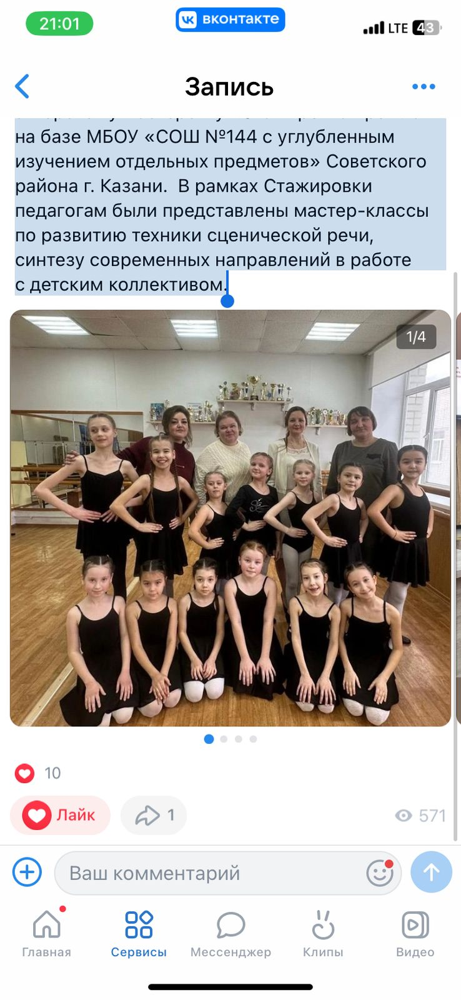 21:01
вконтакте
LTE 43
Запись
на базе МБОУ «СОШ №144 с углубленным
изучением отдельных предметов» Советского
района г. Казани. В рамках Стажировки
педагогам были представлены мастер-классы
по развитию техники сценической речи,
синтезу современных направлений в работе
с детским коллективом.
1/4
10
Лайк
1
571
Ваш комментарий
Главная
Сервисы
Мессенджер
Клипы
Видео